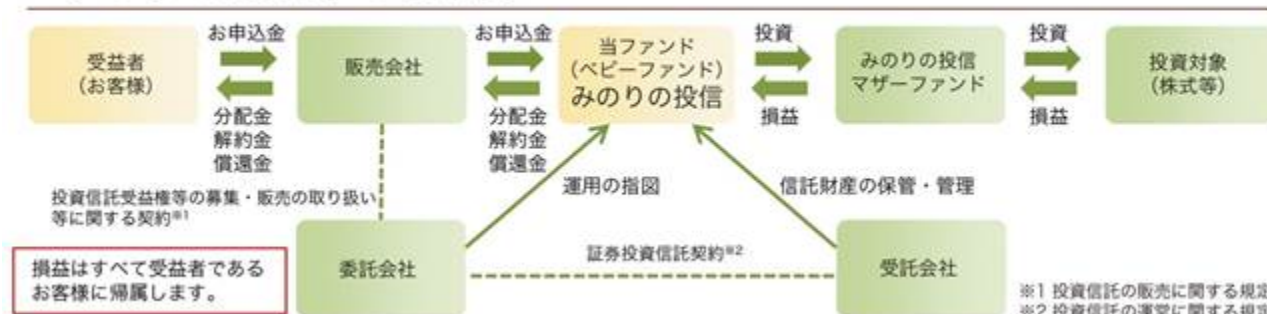 お申込金
お申込金
投資
投資
受益者
(お客様)
販売会社
当ファンド
(ベビーファンド)
みのりの投信
みのりの投信
マザーファンド
投資対象
(株式等)
分配金
解約金
償還金
分配金
解約金
償還金
損益
損益
投資信託受益権等の募集・販売の取り扱い
等に関する契約※1
運用の指図
信託財産の保管・管理
損益はすべて受益者である
お客様に帰属します。
委託会社
証券投資信託契約※2
受託会社
※1 投資信託の販売に関する規定
※2 投資信託の運営に関する規定